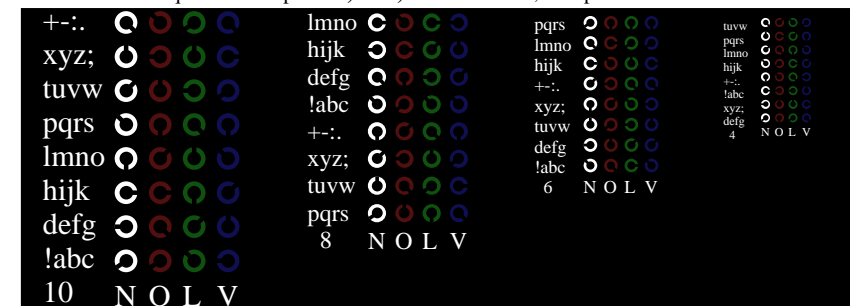 +-:.
xyz;
tuvw
pqrs
lmno
hijk
defg
!abc
10 N O L V
lmno
hijk
defg
!abc
+-:.
xyz;
tuvw
pqrs
8 N O L V
pqrs
lmno
hijk
+-:.
xyz;
tuvw
defg
!abc
6 N O L V
tuvw
pqrs
lmno
hijk
+-:.
!abc
xyz;
defg
4 N O L V